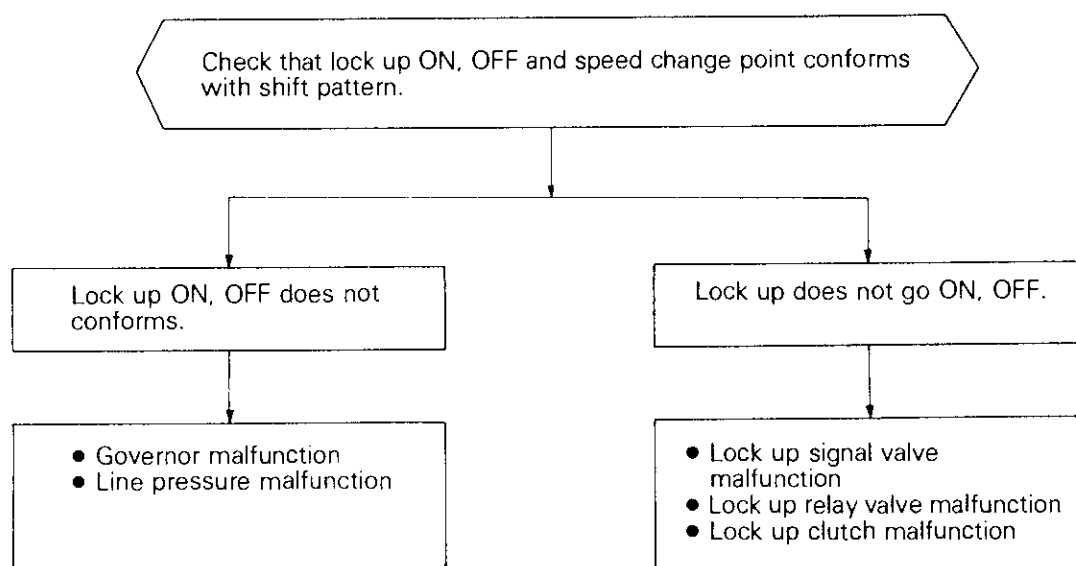 Check that lock up ON, OFF and speed change point conforms
with shift pattern.
Lock up ON, OFF does not
conforms.
Lock up does not go ON, OFF.
● Governor malfunction
● Line pressure malfunction
● Lock up signal valve
malfunction
● Lock up relay valve malfunction
● Lock up clutch malfunction